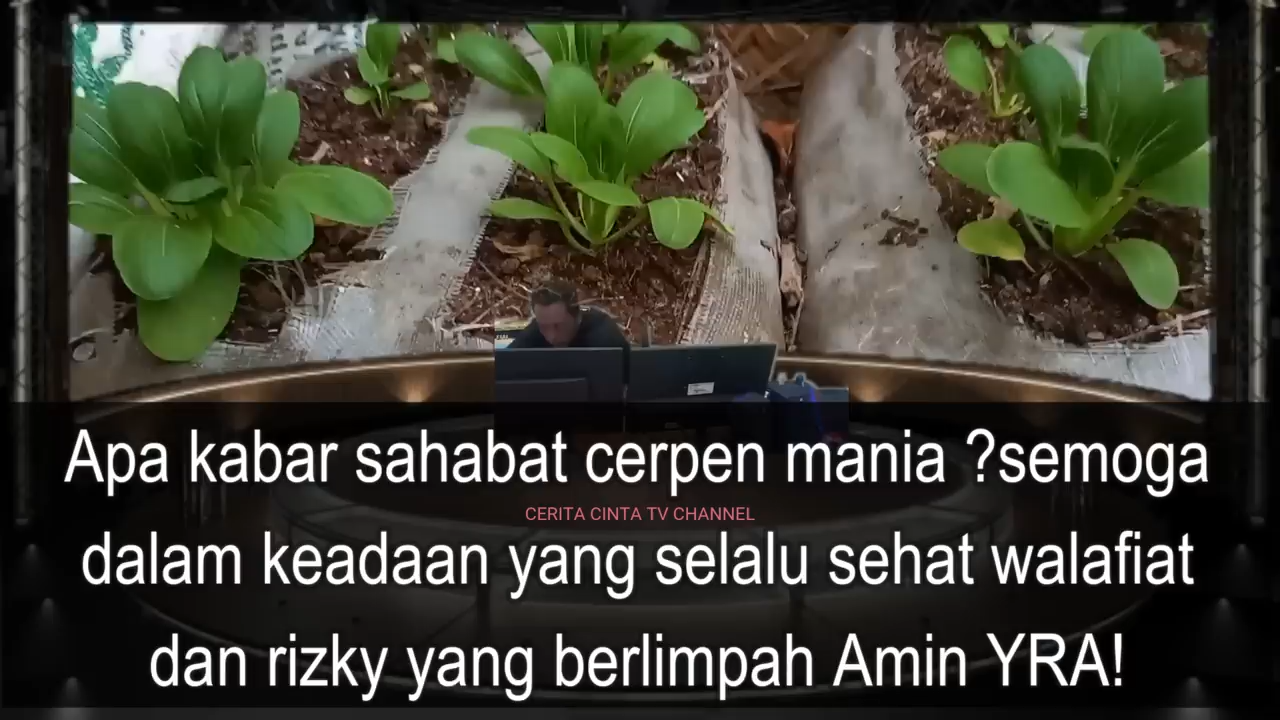 Apa kabar sahabat cerpen mania ?semoga
CERITA CINTA TV CHANNEL
dalam keadaan yang selalu sehat walafiat
dan rizky yang berlimpah Amin YRA!